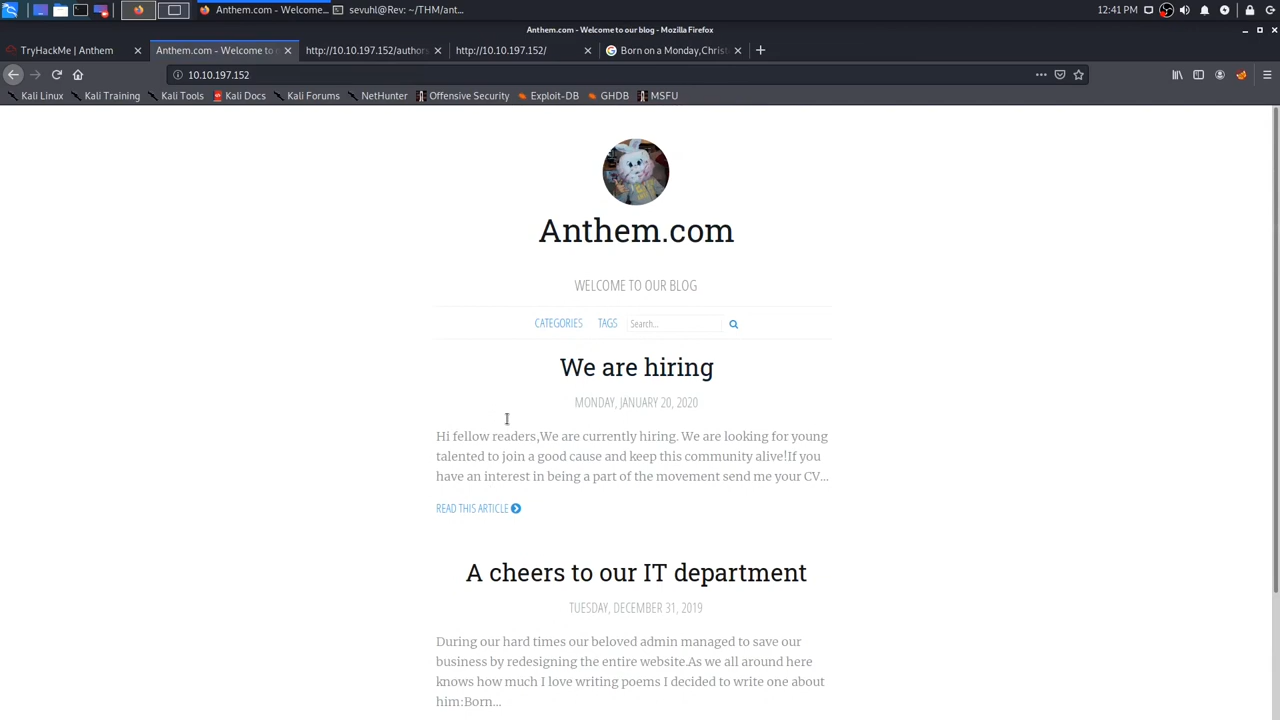 Anthem.com - Welcome...
sevuhl@Rev: ~/THM/ant...
12:41 PM
Anthem.com - Welcome to our blog - Mozilla Firefox
TryHackMe | Anthem
Anthem.com - Welcome to o
http://10.10.197.152/authors
http://10.10.197.152/
Born on a Monday,Christ
10.10.197.152
Kali Linux
Kali Training
Kali Tools
Kali Docs
Kali Forums
NetHunter
Offensive Security
Exploit-DB
GHDB
MSFU
Anthem.com
WELCOME TO OUR BLOG
CATEGORIES TAGS Search...
We are hiring
MONDAY, JANUARY 20, 2020
Hi fellow readers,We are currently hiring. We are looking for young
talented to join a good cause and keep this community alive!If you
have an interest in being a part of the movement send me your CV...
READ THIS ARTICLE
A cheers to our IT department
TUESDAY, DECEMBER 31, 2019
During our hard times our beloved admin managed to save our
business by redesigning the entire website.As we all around here
knows how much I love writing poems I decided to write one about
him:Born...